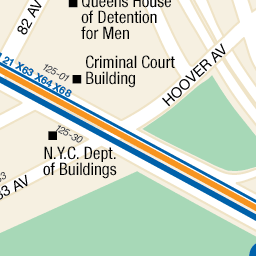 Queens House
of Detention
for Men
82 AV
Criminal Court
Building
125-01
HOOVER AV
21 X63 X64 X68
125-30
N.Y.C. Dept.
of Buildings
83 AV